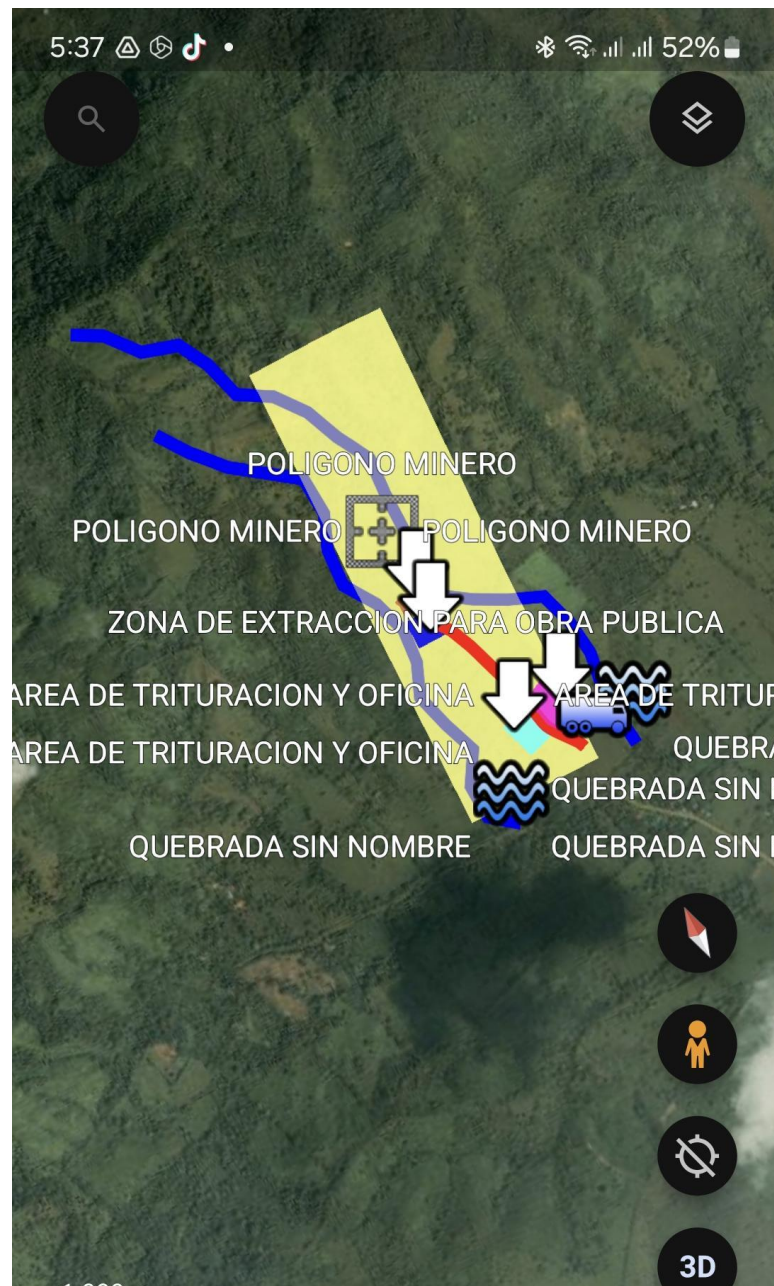 5:37
52%
POLIGONO MINERO
POLIGONO MINERO
POLIGONO MINERO
ZONA DE EXTRACCION PARA OBRA PUBLICA
AREA DE TRITURACION Y OFICINA
AREA DE TRITUR
AREA DE TRITURACION Y OFICINA
QUEBRA
QUEBRADA SIN
QUEBRADA SIN NOMBRE
QUEBRADA SIN
3D